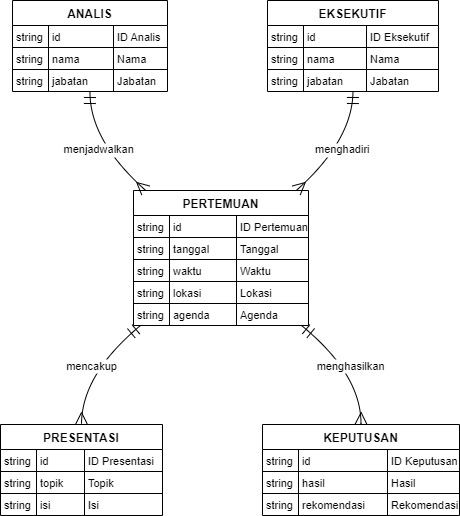 ANALIS
string id ID Analis
string nama Nama
string jabatan Jabatan
EKSEKUTIF
string id ID Eksekutif
string nama Nama
string jabatan Jabatan
menjadwalkan
menghadiri
PERTEMUAN
string id ID Pertemuan
string tanggal Tanggal
string waktu Waktu
string lokasi Lokasi
string agenda Agenda
mencakup
menghasilkan
PRESENTASI
string id ID Presentasi
string topik Topik
string isi Isi
KEPUTUSAN
string id ID Keputusan
string hasil Hasil
string rekomendasi Rekomendasi